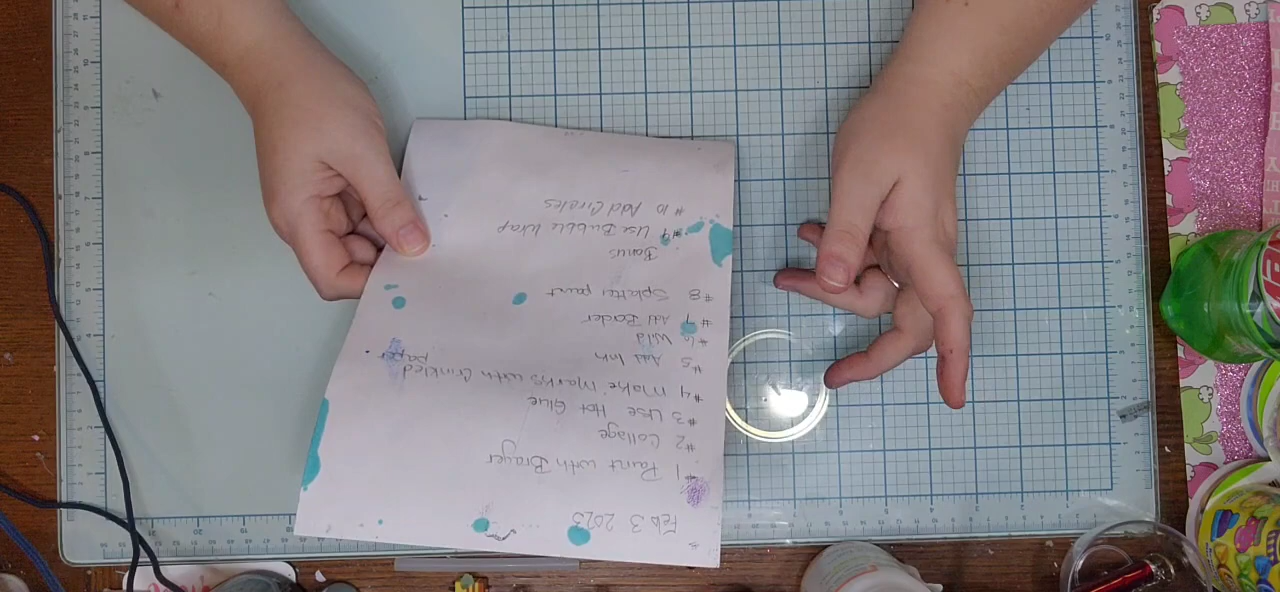 Feb 3 2023
#1 Paint with Brayer
#2 Collage
#3 Use Hot Glue
#4 Make Marks with Crinkled
paper
#5 Add Ink
#6 Wild
#7 Add Border
#8 Splatter paint
Bonus
#9 Use Bubble Wrap
#10 Add Circles